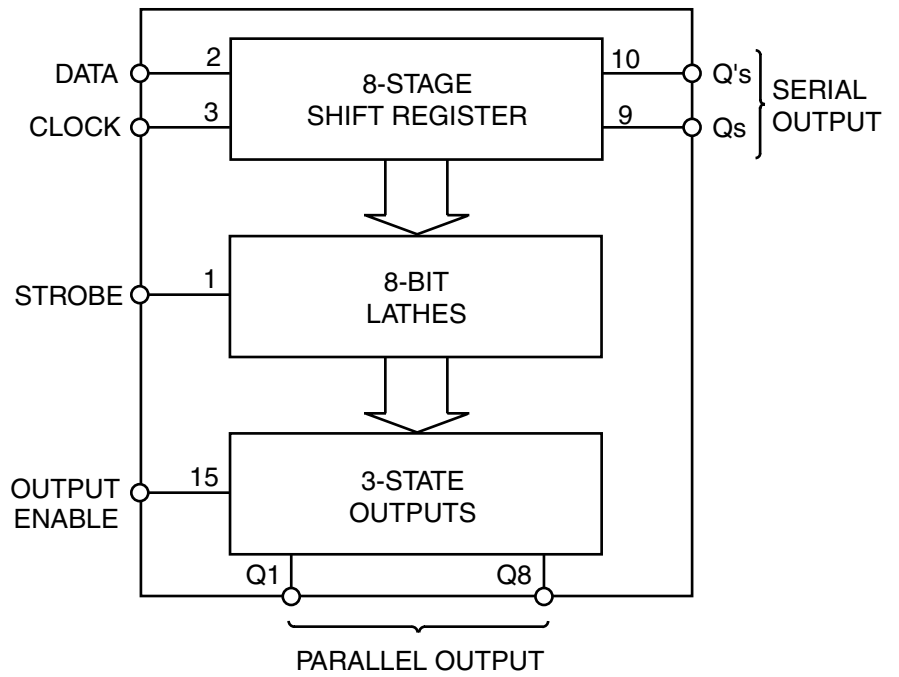 DATA
2
8-STAGE
SHIFT REGISTER
10
Q's
CLOCK
3
9
Qs
SERIAL
OUTPUT
STROBE
1
8-BIT
LATHES
OUTPUT
ENABLE
15
3-STATE
OUTPUTS
Q1
Q8
PARALLEL OUTPUT